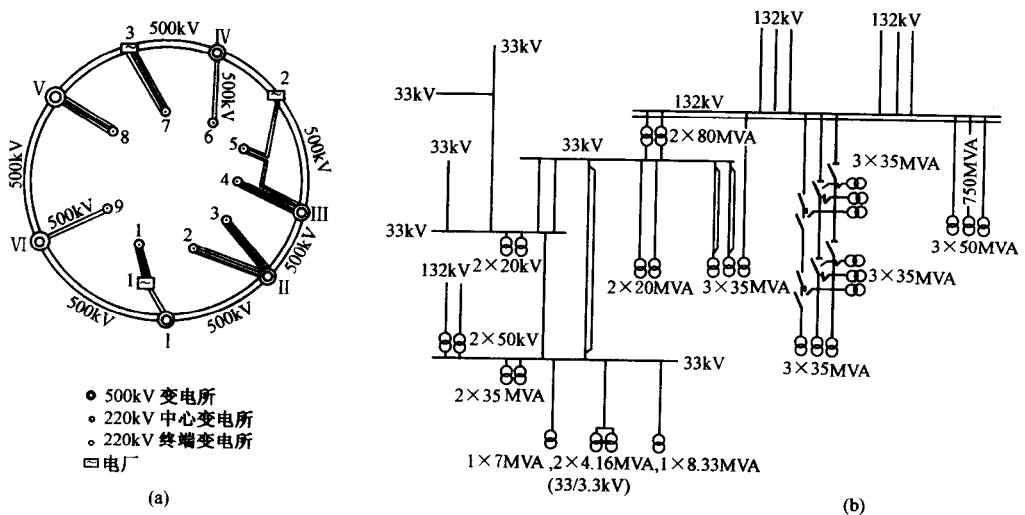 500kV
3
IV
2
V
500kV
8
7
6
5
500kV
4
500kV
III
3
VI
500kV
9
1
2
500kV
1
II
500kV
500kV
I
500kV 变电所
220kV 中心变电所
220kV 终端变电所
电厂
(a)
132kV
132kV
33kV
33kV
132kV
2×80MVA
33kV
33kV
3×35MVA
750MVA
33kV
2×20kV
3×50MVA
132kV
2×20MVA
3×35MVA
3×35MVA
2×50kV
33kV
3×35MVA
2×35MVA
1×7MVA,2×4.16MVA,1×8.33MVA
(33/3.3kV)
(b)